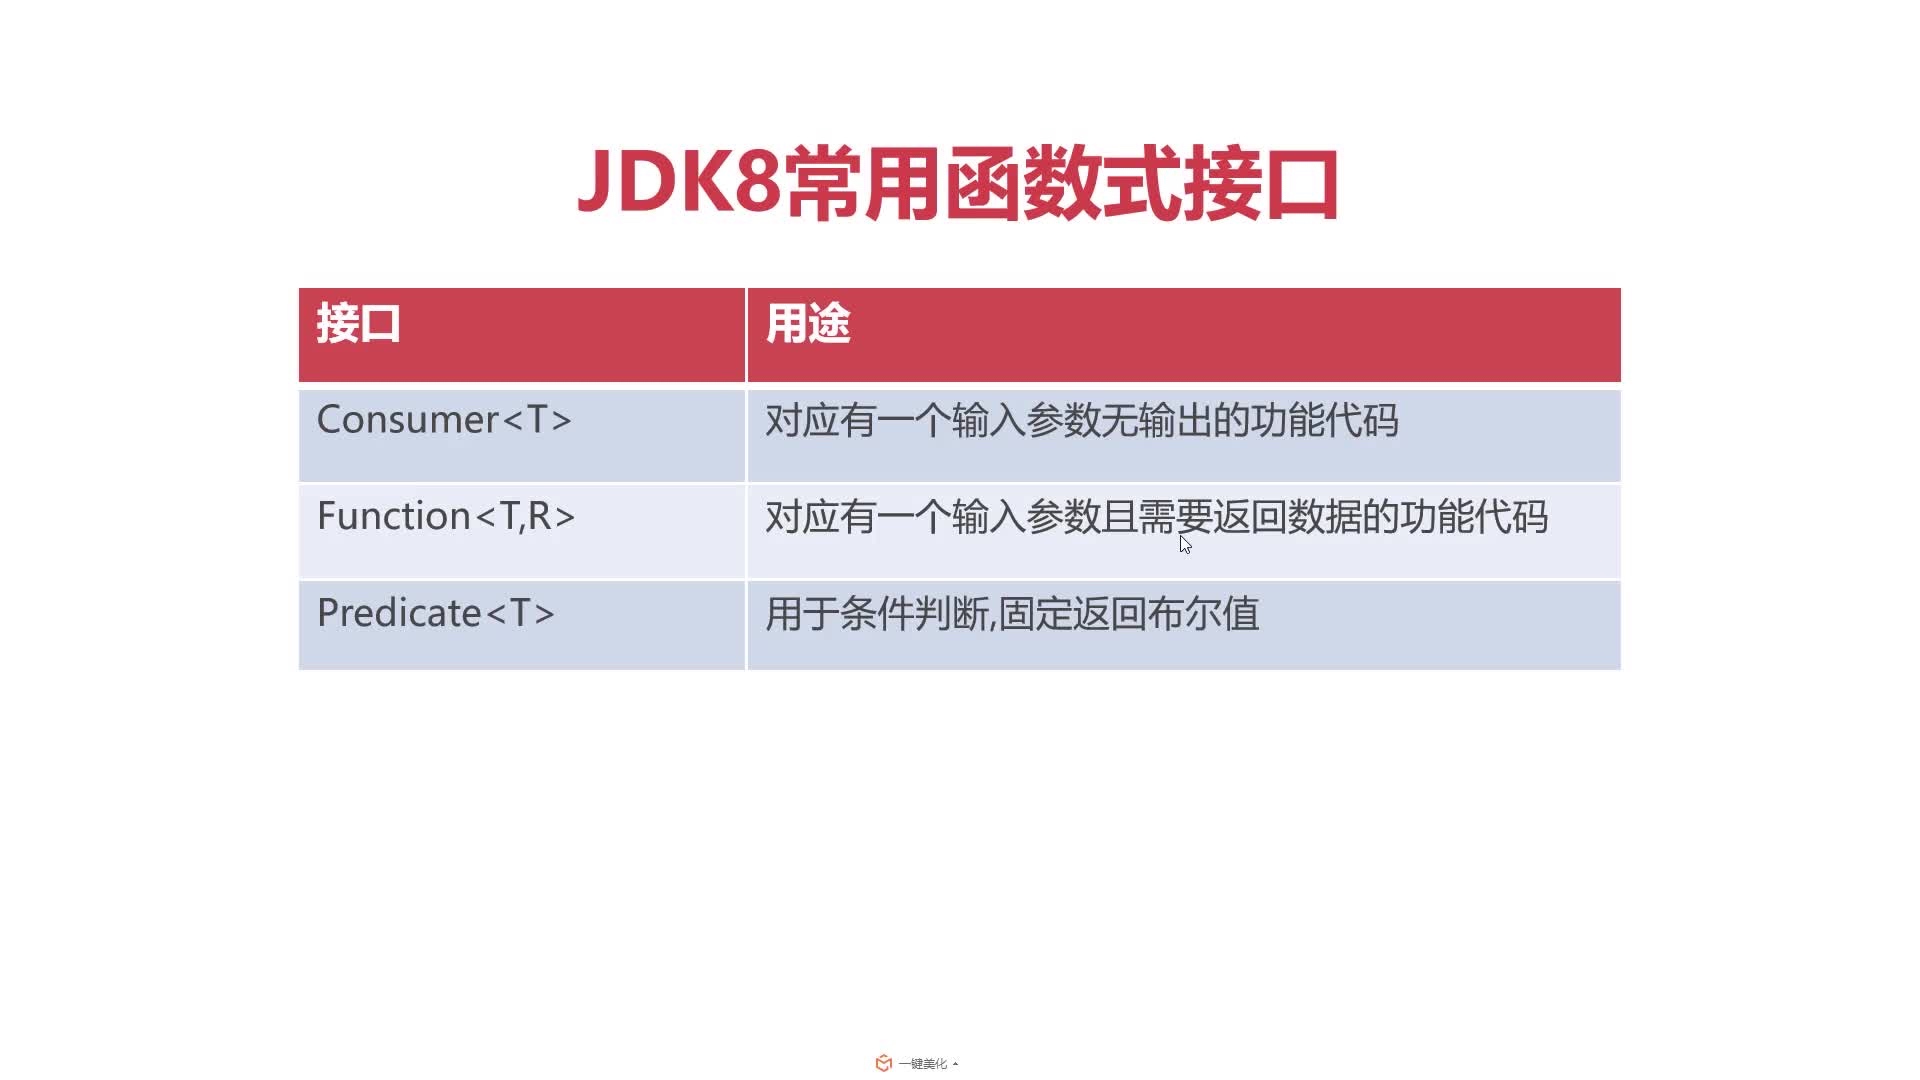 JDK8常用函数式接口
接口 用途
Consumer<T> 对应有一个输入参数无输出的功能代码
Function<T,R> 对应有一个输入参数且需要返回数据的功能代码
Predicate<T> 用于条件判断,固定返回布尔值
一键美化